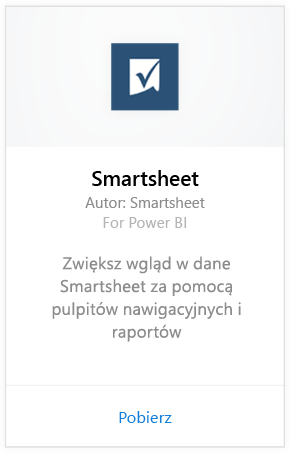 Smartsheet
Autor: Smartsheet
For Power BI
Zwiększ wgląd w dane
Smartsheet za pomocą
pulpitów nawigacyjnych i
raportów
Pobierz